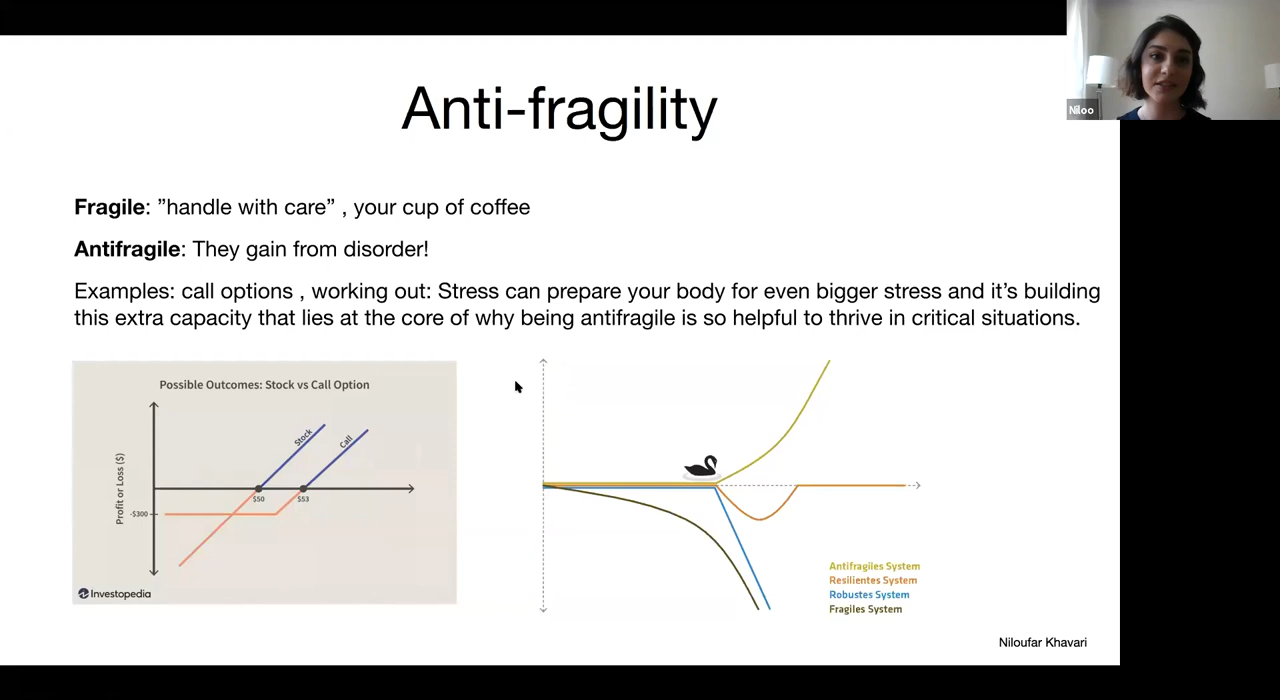 Anti-fragility
Niloo
Fragile: ”handle with care” , your cup of coffee
Antifragile: They gain from disorder!
Examples: call options , working out: Stress can prepare your body for even bigger stress and it’s building
this extra capacity that lies at the core of why being antifragile is so helpful to thrive in critical situations.
Possible Outcomes: Stock vs Call Option
Profit or Loss ($)
Stock
Call
$50
$53
-$300
Investopedia
Antifragiles System
Resilientes System
Robustes System
Fragiles System
Niloufar Khavari